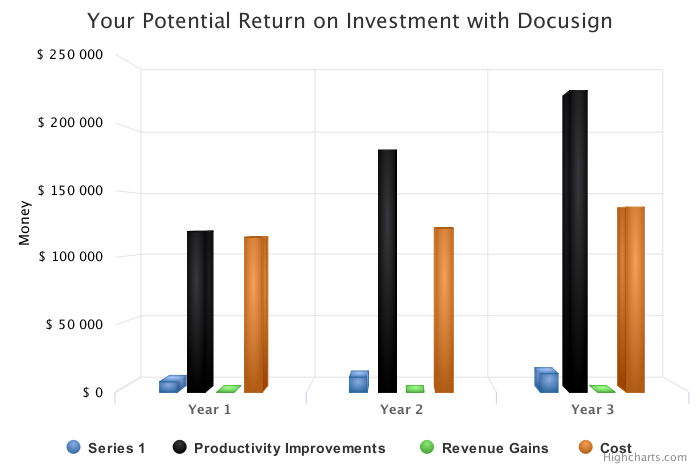 Your Potential Return on Investment with Docusign
$ 250 000
$ 200 000
$ 150 000
$ 100 000
$ 50 000
$ 0
Money
Year 1
Year 2
Year 3
Series 1
Productivity Improvements
Revenue Gains
Cost
Highcharts.com